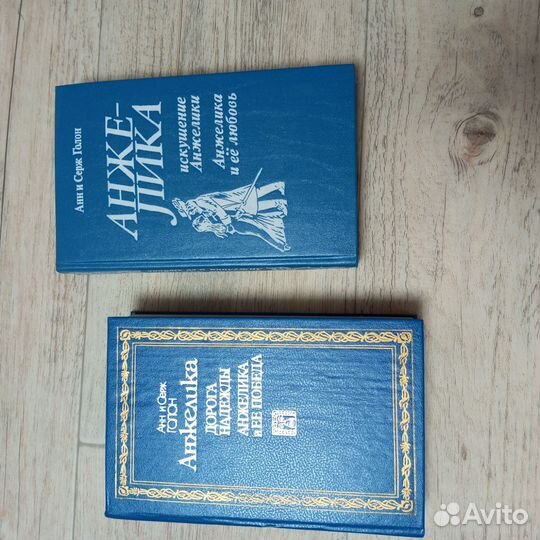 Анн и Серж Голон
АНЖЕ-
ЛИКА
искушение
Анжелики
Анжелика
и её любовь
Анн и Серж
ГОЛОН
Анжелика
ДОРОГА
НАДЕЖДЫ
АНЖЕЛИКА
И ЕЕ ПОБЕДА
Avito